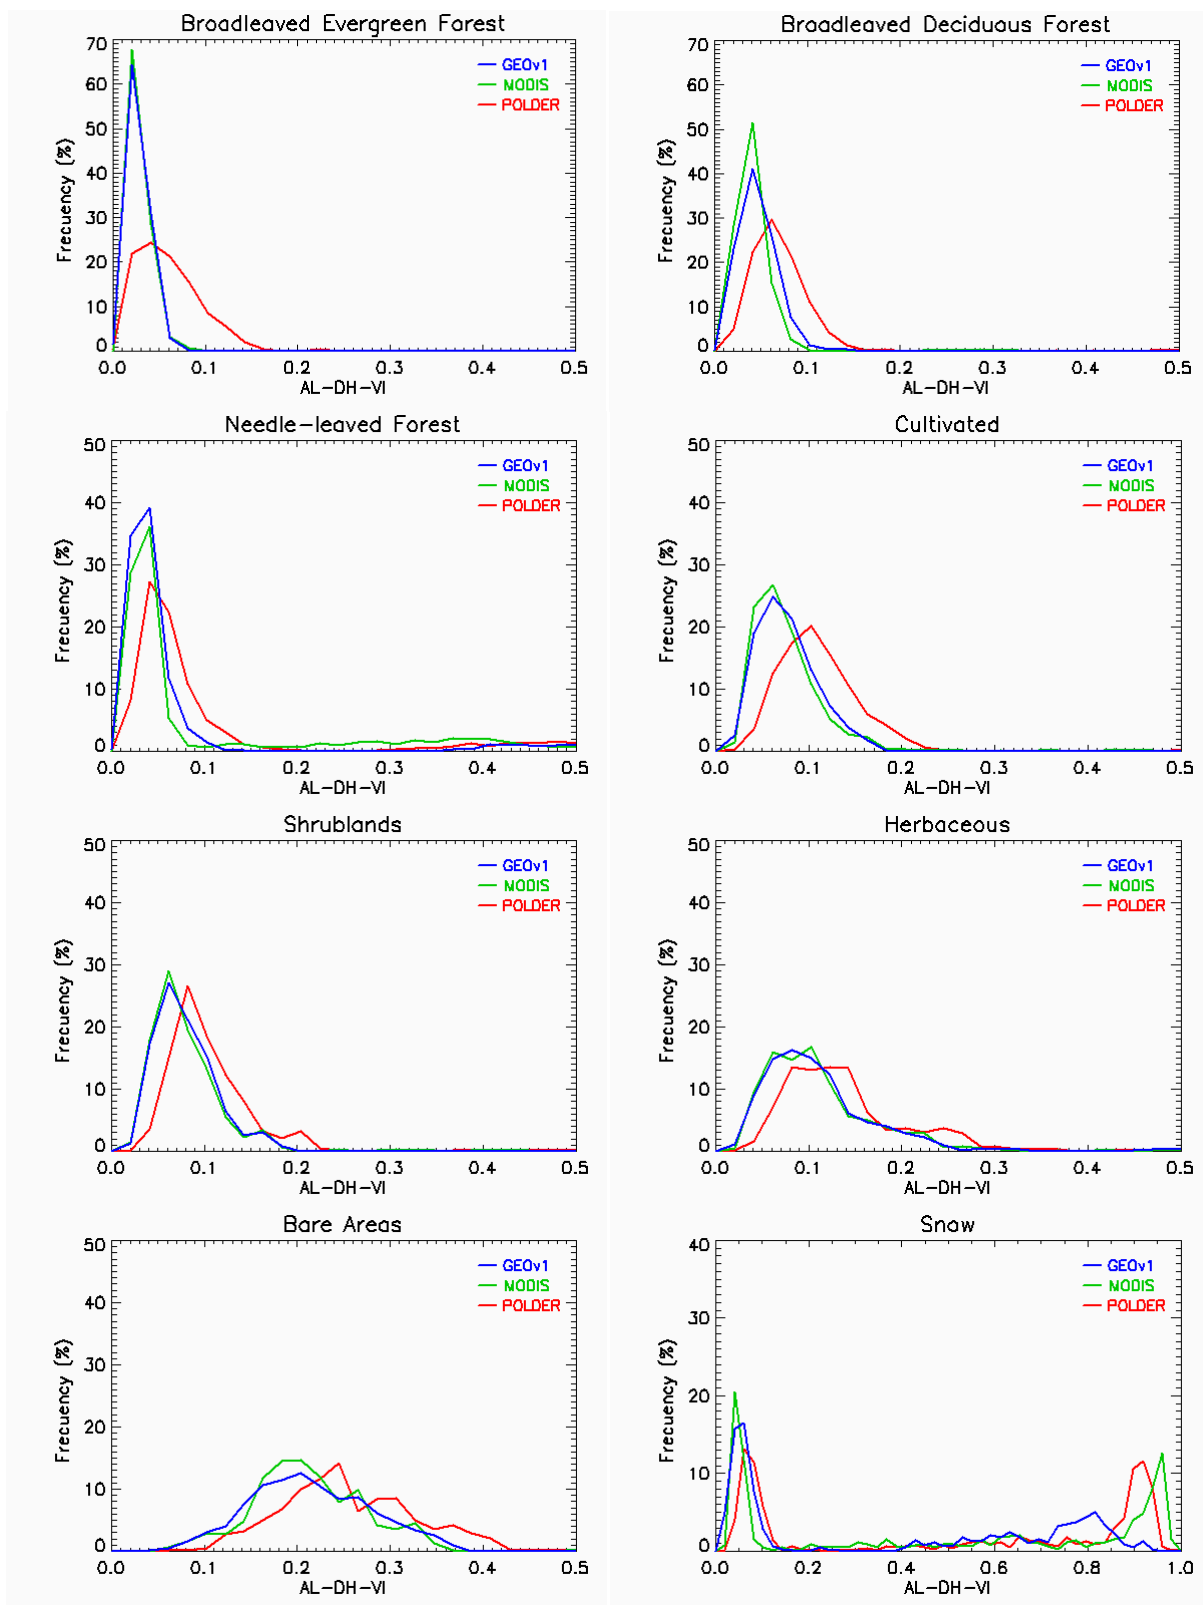 Broadleaved Evergreen Forest
70
60
50
40
30
20
10
0
Frecuency (%)
GEOv1
MODIS
POLDER
0.0 0.1 0.2 0.3 0.4 0.5
AL-DH-VI
Broadleaved Deciduous Forest
70
60
50
40
30
20
10
0
Frecuency (%)
GEOv1
MODIS
POLDER
0.0 0.1 0.2 0.3 0.4 0.5
AL-DH-VI
Needle-leaved Forest
50
40
30
20
10
0
Frecuency (%)
GEOv1
MODIS
POLDER
0.0 0.1 0.2 0.3 0.4 0.5
AL-DH-VI
Cultivated
50
40
30
20
10
0
Frecuency (%)
GEOv1
MODIS
POLDER
0.0 0.1 0.2 0.3 0.4 0.5
AL-DH-VI
Shrublands
50
40
30
20
10
0
Frecuency (%)
GEOv1
MODIS
POLDER
0.0 0.1 0.2 0.3 0.4 0.5
AL-DH-VI
Herbaceous
50
40
30
20
10
0
Frecuency (%)
GEOv1
MODIS
POLDER
0.0 0.1 0.2 0.3 0.4 0.5
AL-DH-VI
Bare Areas
50
40
30
20
10
0
Frecuency (%)
GEOv1
MODIS
POLDER
0.0 0.1 0.2 0.3 0.4 0.5
AL-DH-VI
Snow
40
30
20
10
0
Frecuency (%)
GEOv1
MODIS
POLDER
0.0 0.2 0.4 0.6 0.8 1.0
AL-DH-VI